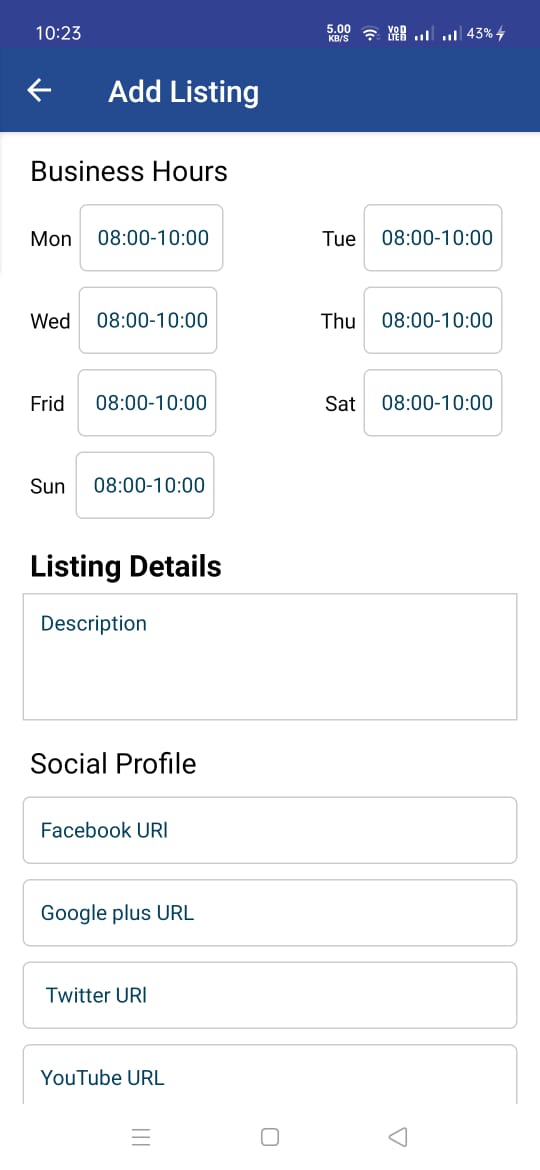 10:23
5.00 KB/S
VoD LTE 43%
Add Listing
Business Hours
Mon 08:00-10:00 Tue 08:00-10:00
Wed 08:00-10:00 Thu 08:00-10:00
Frid 08:00-10:00 Sat 08:00-10:00
Sun 08:00-10:00
Listing Details
Description
Social Profile
Facebook URl
Google plus URL
Twitter URl
YouTube URL